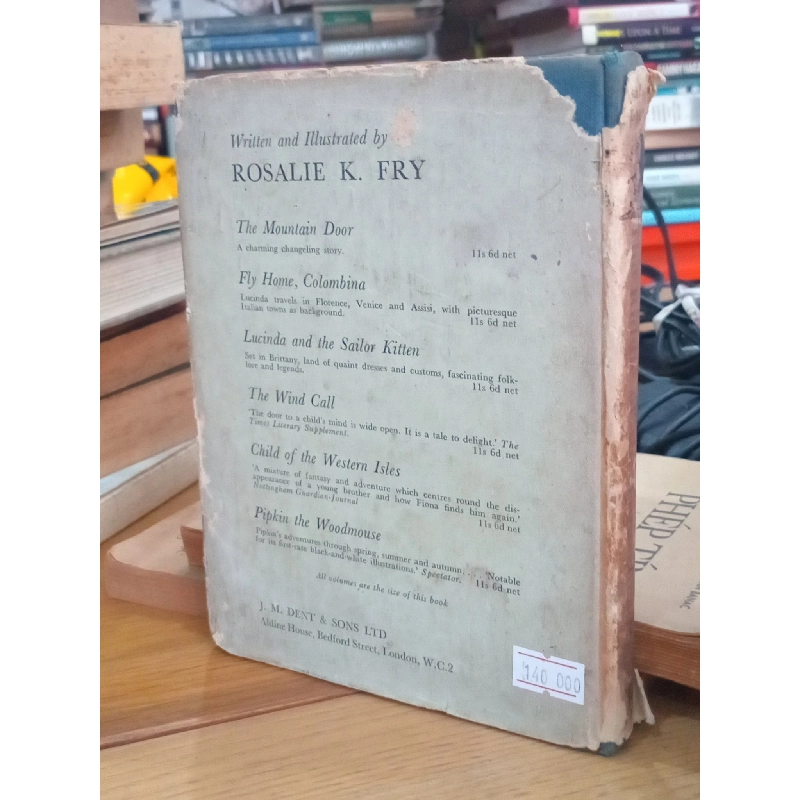 Written and Illustrated by
ROSALIE K. FRY
The Mountain Door
A charming changeling story.
11s 6d net
Fly Home, Colombina
Lucinda travels in Florence, Venice and Assisi, with picturesque
Italian towns as background.
11s 6d net
Lucinda and the Sailor Kitten
Set in Brittany, land of quaint dresses and customs, fascinating folk-
lore and legends.
11s 6d net
The Wind Call
'The door to a child's mind is wide open. It is a tale to delight.' The
Times Literary Supplement.
11s 6d net
Child of the Western Isles
'A mixture of fantasy and adventure which centres round the dis-
appearance of a young brother and how Fiona finds him again.'
Nottingham Guardian-Journal
11s 6d net
Pipkin the Woodmouse
'Pipkin's adventures through spring, summer and autumn. . . . Notable
for its first-rate black-and-white illustrations.' Spectator.
11s 6d net
All volumes are the size of this book
J. M. DENT & SONS LTD
Aldine House, Bedford Street, London, W.C.2
140 000
UPON A TIME
PHÉP T